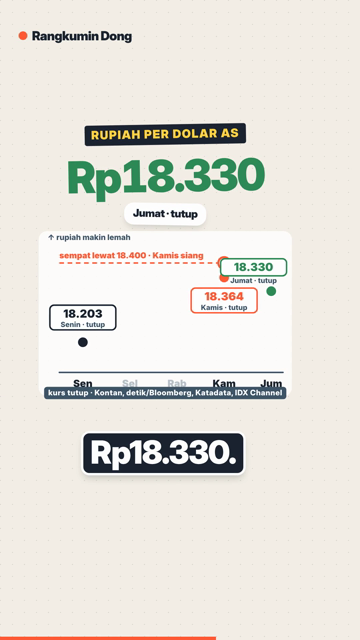 Rangkumin Dong
RUPIAH PER DOLAR AS
Rp18.330
Jumat · tutup
↑ rupiah makin lemah
sempat lewat 18.400 · Kamis siang
18.330
Jumat · tutup
18.364
Kamis · tutup
18.203
Senin · tutup
Sen Sel Rab Kam Jum
kurs tutup · Kontan, detik/Bloomberg, Katadata, IDX Channel
Rp18.330.